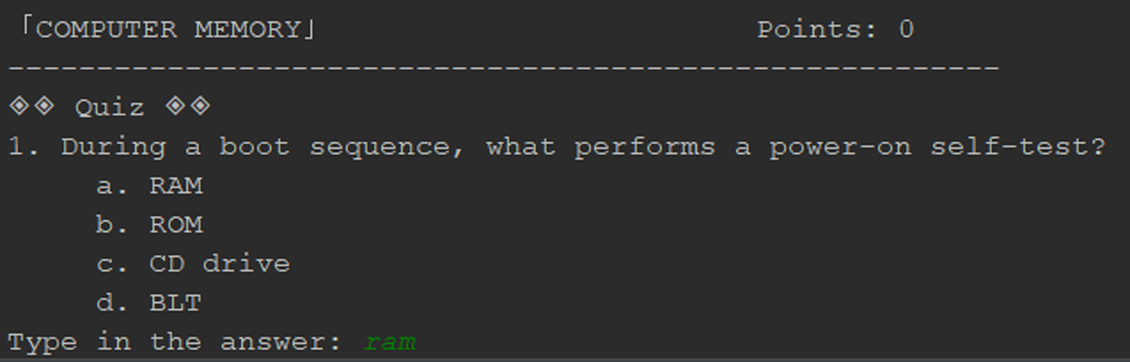 「COMPUTER MEMORY」 Points: 0
--------------------------------------------------------
◈◈ Quiz ◈◈
1. During a boot sequence, what performs a power-on self-test?
a. RAM
b. ROM
c. CD drive
d. BLT
Type in the answer: ram